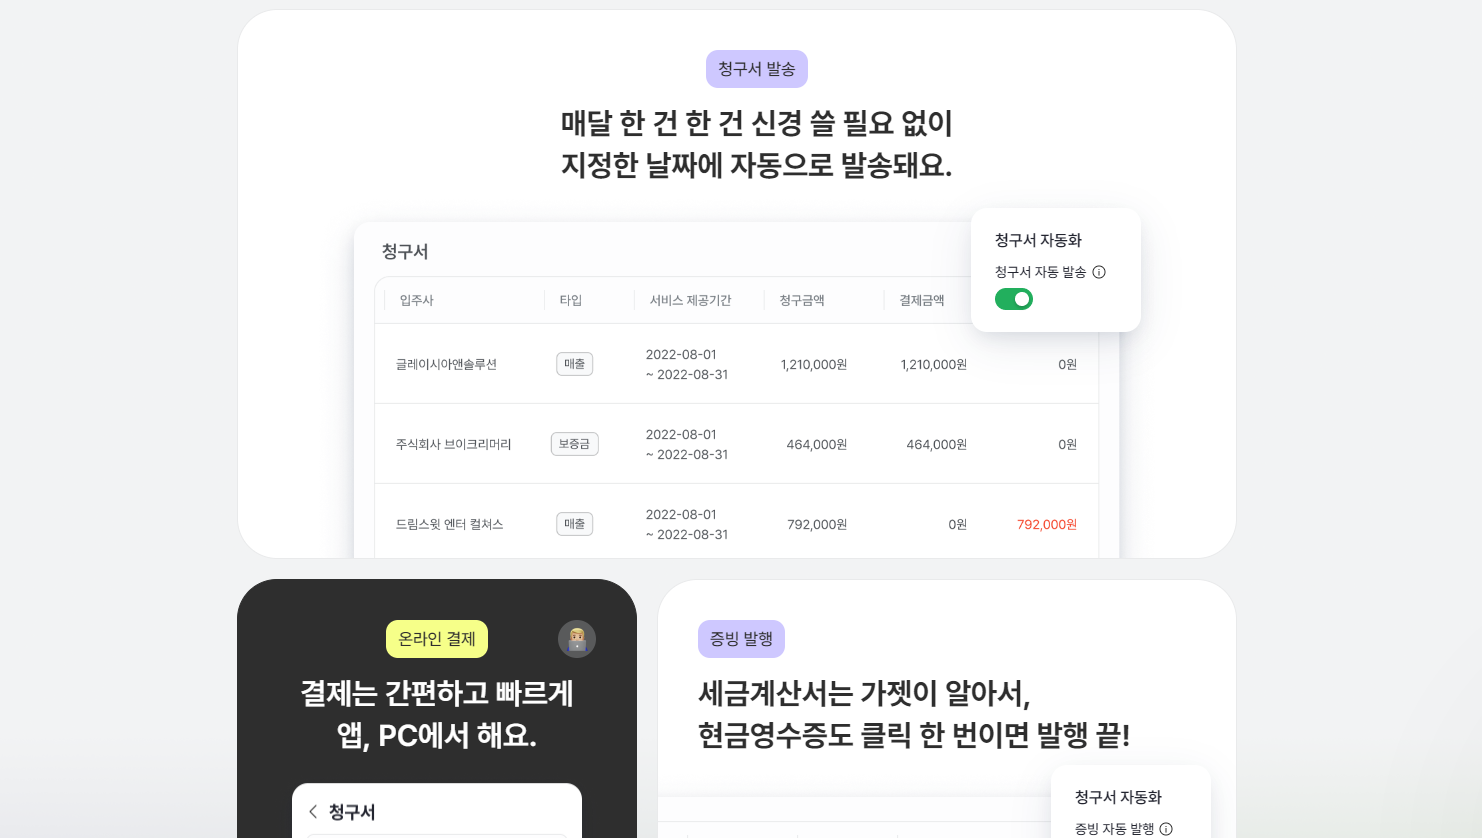 청구서 발송
매달 한 건 한 건 신경 쓸 필요 없이
지정한 날짜에 자동으로 발송돼요.
청구서
청구서 자동화
청구서 자동 발송
입주사 타입 서비스 제공기간 청구금액 결제금액
글레이시아앤솔루션 매출 2022-08-01 ~ 2022-08-31 1,210,000원 1,210,000원 0원
주식회사 브이크리머리 보증금 2022-08-01 ~ 2022-08-31 464,000원 464,000원 0원
드림스윗 엔터 컬쳐스 매출 2022-08-01 ~ 2022-08-31 792,000원 0원 792,000원
온라인 결제
결제는 간편하고 빠르게
앱, PC에서 해요.
청구서
증빙 발행
세금계산서는 가젯이 알아서,
현금영수증도 클릭 한 번이면 발행 끝!
청구서 자동화
증빙 자동 발행